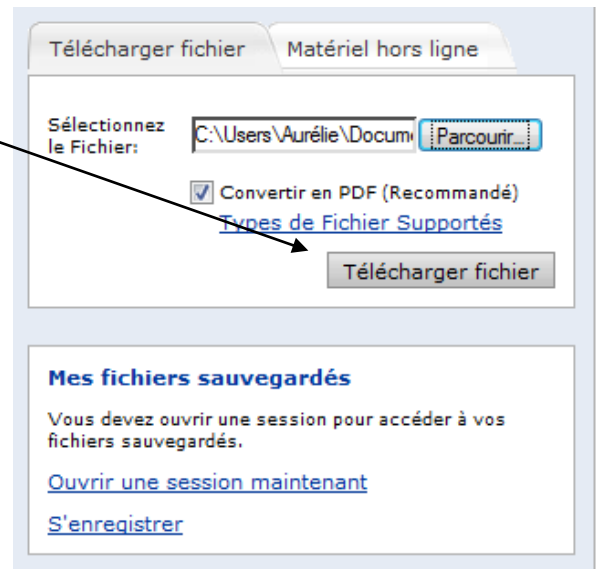 Télécharger fichier
Matériel hors ligne
Sélectionnez
le Fichier:
C:\Users\Aurélie\Docum
Parcourir...
Convertir en PDF (Recommandé)
Types de Fichier Supportés
Télécharger fichier
Mes fichiers sauvegardés
Vous devez ouvrir une session pour accéder à vos
fichiers sauvegardés.
Ouvrir une session maintenant
S'enregistrer